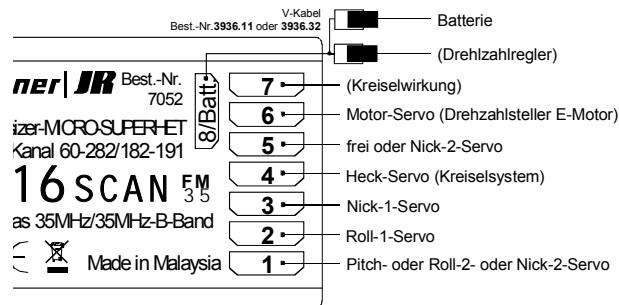 V-Kabel
Best.-Nr.3936.11 oder 3936.32
Batterie
(Drehlzahlregler)
ner JR Best.-Nr.
7052
8/Batt.
izer-MICRO-SUPERHET
Kanal 60-282/182-191
16 SCAN FM
35
as 35MHz/35MHz-B-Band
Made in Malaysia
7 (Kreiselwirkung)
6 Motor-Servo (Drehzahlsteller E-Motor)
5 frei oder Nick-2-Servo
4 Heck-Servo (Kreiselsystem)
3 Nick-1-Servo
2 Roll-1-Servo
1 Pitch- oder Roll-2- oder Nick-2-Servo